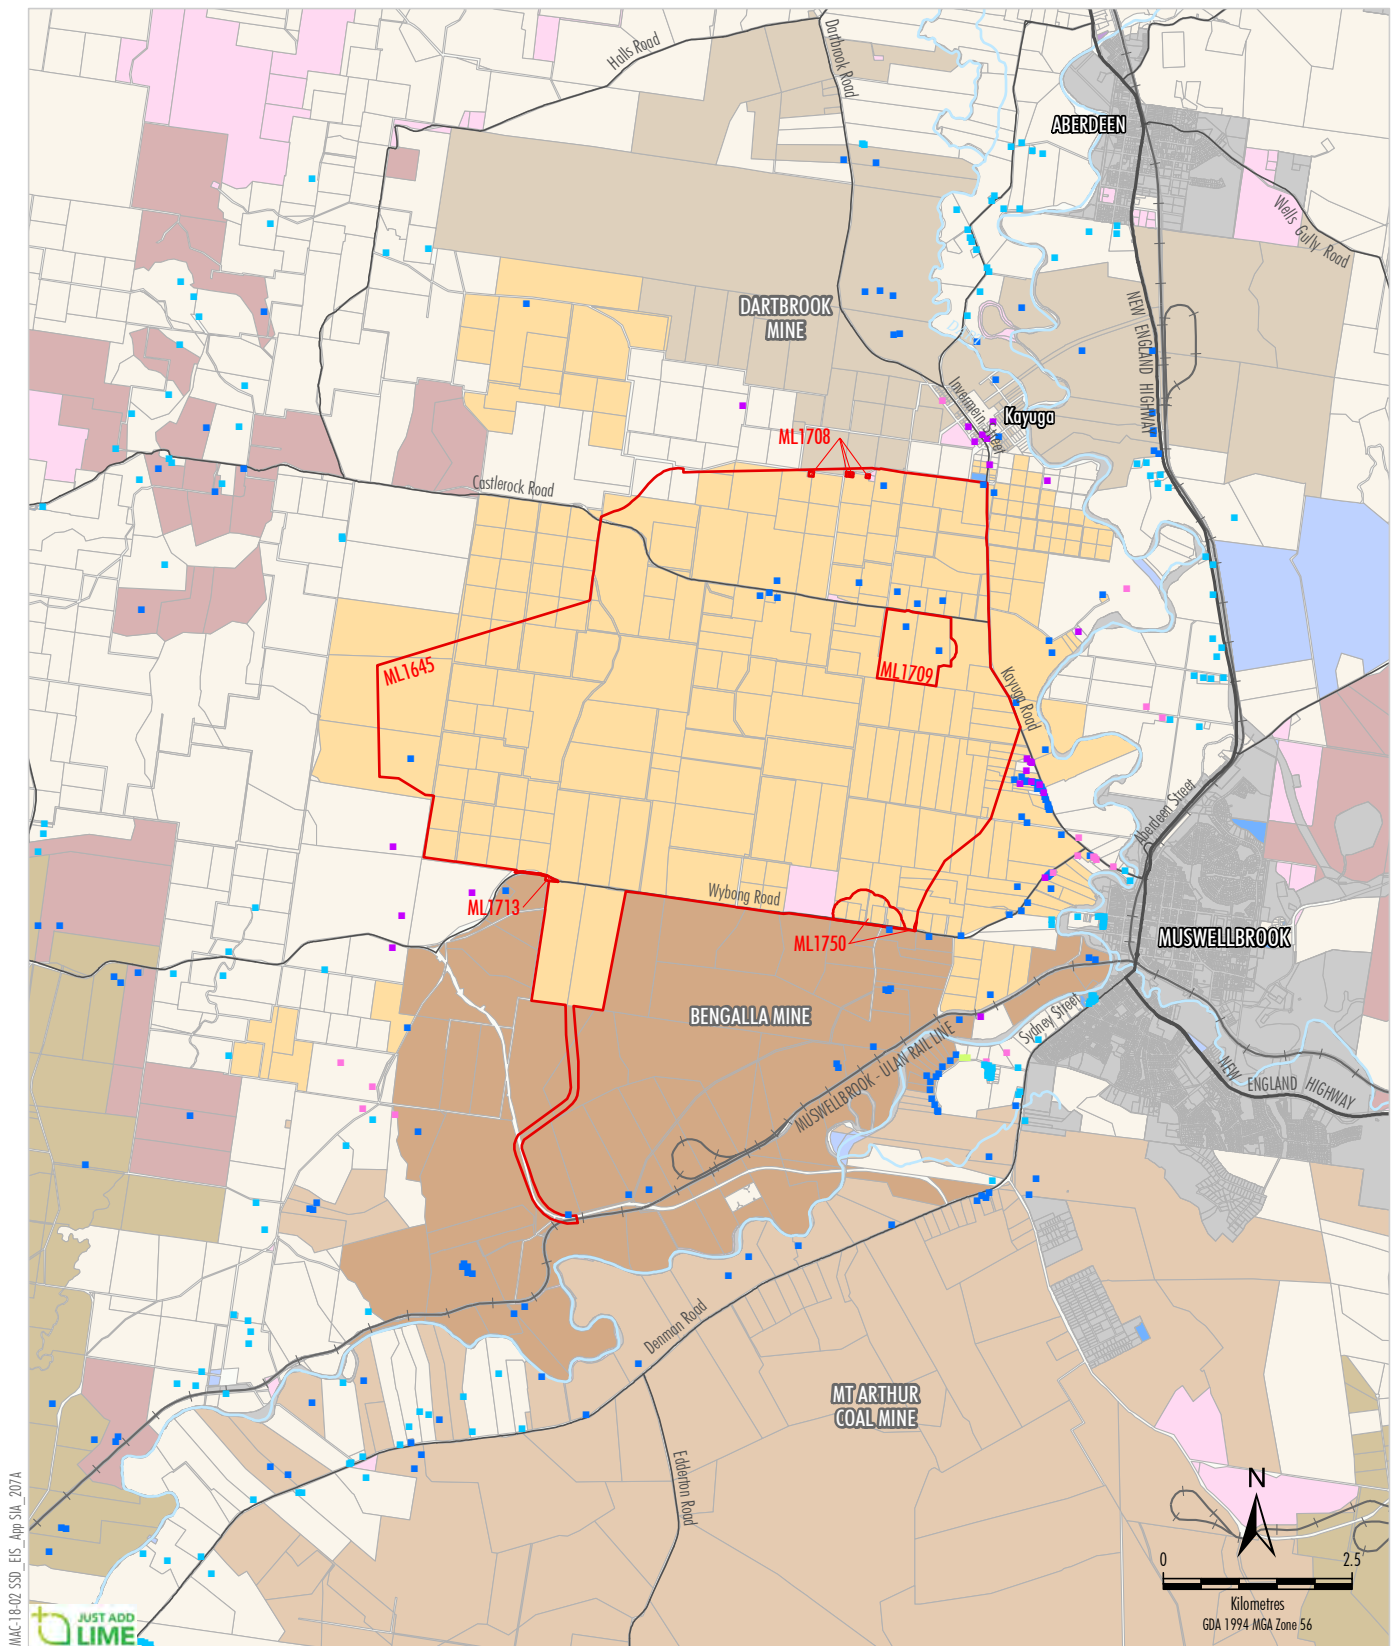 Halls Road
Dartbrook Road
ABERDEEN
Wells Gully Road
DARTBROOK
MINE
NEW ENGLAND HIGHWAY
Invermein Street
Kayuga
ML1708
Castlerock Road
ML1645
ML1709
Kayuga Road
Aberdeen Street
Wybong Road
ML1713
ML1750
MUSWELLBROOK
BENGALLA MINE
Sydney Street
MUSWELLBROOK - ULAN RAIL LINE
NEW ENGLAND HIGHWAY
Denman Road
MT ARTHUR
COAL MINE
Edderton Road
N
0 2.5
Kilometres
GDA 1994 MGA Zone 56
MAC-18-02 SSD_EIS_App SIA_207A
JUST ADD
LIME